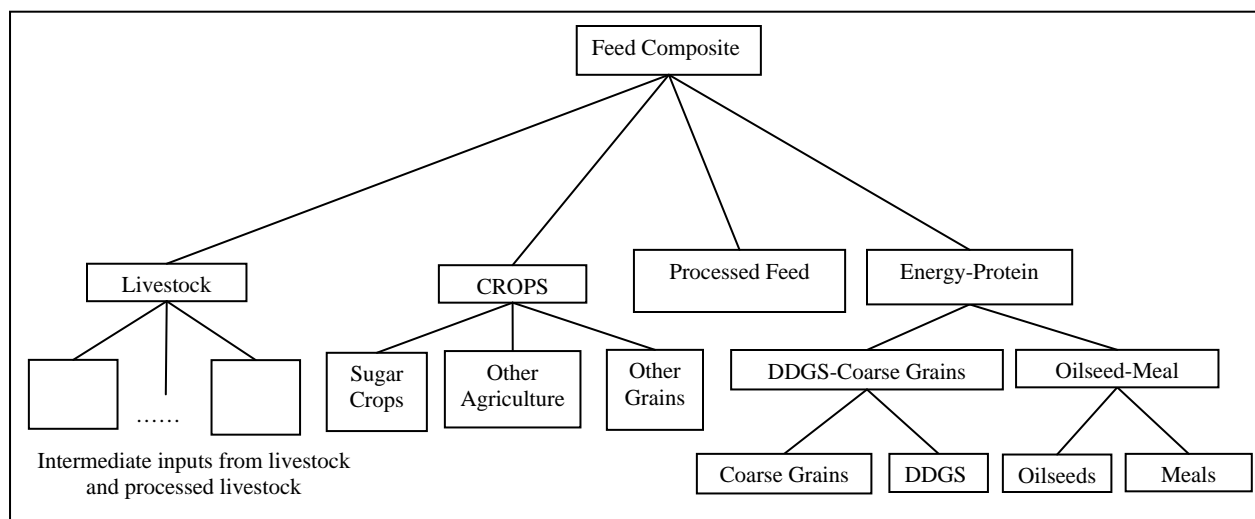 Feed Composite
Livestock
CROPS
Processed Feed
Energy-Protein
Sugar
Crops
Other
Agriculture
Other
Grains
DDGS-Coarse Grains
Oilseed-Meal
……
Intermediate inputs from livestock
and processed livestock
Coarse Grains
DDGS
Oilseeds
Meals